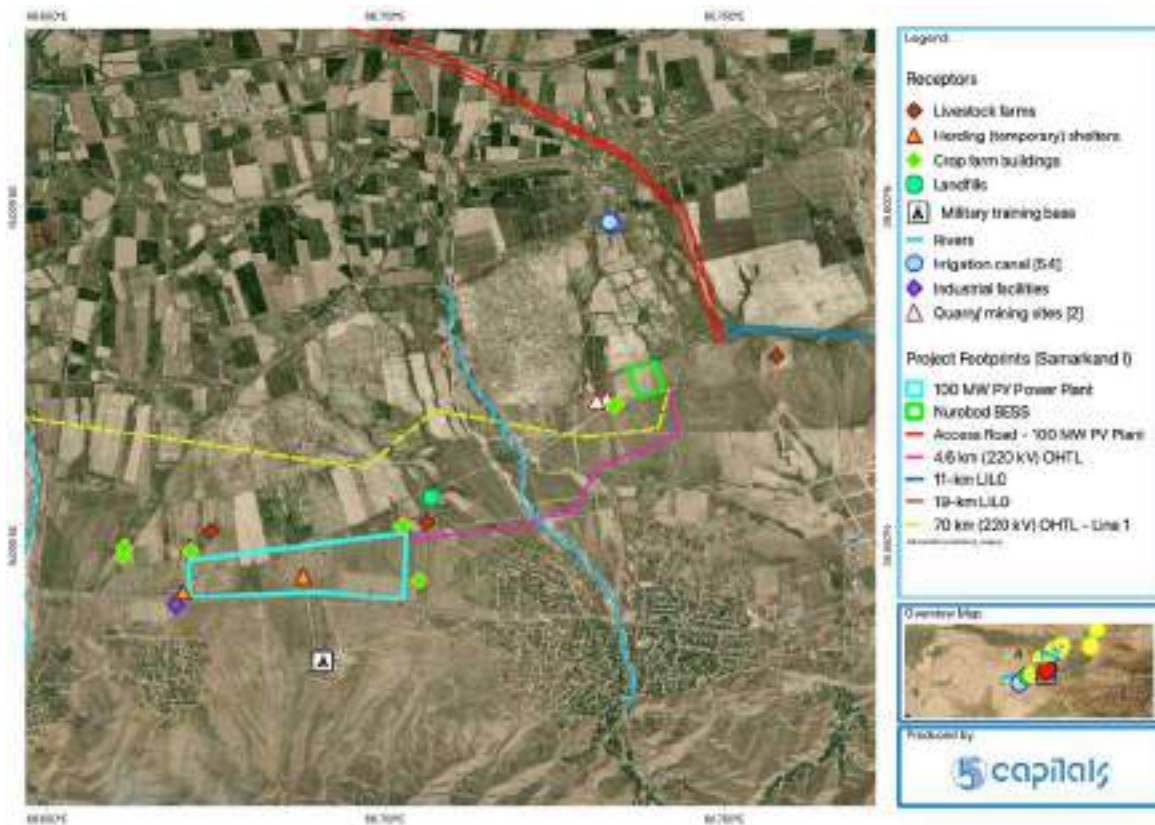 Legend:
Receptors
Livestock farms
Herding (temporary) shelters
Crop farm buildings
Landfills
Military training base
Rivers
Irrigation canal [54]
Industrial facilities
Quarry/ mining sites [2]
Project Footprints (Samarkand I)
100 MW PV Power Plant
Nurobod BESS
Access Road - 100 MW PV Plant
4.6 km (220 kV) OHTL
11-km LILO
19-km LILO
70 km (220 kV) OHTL - Line 1
Overview Map:
Produced by:
5 capitals